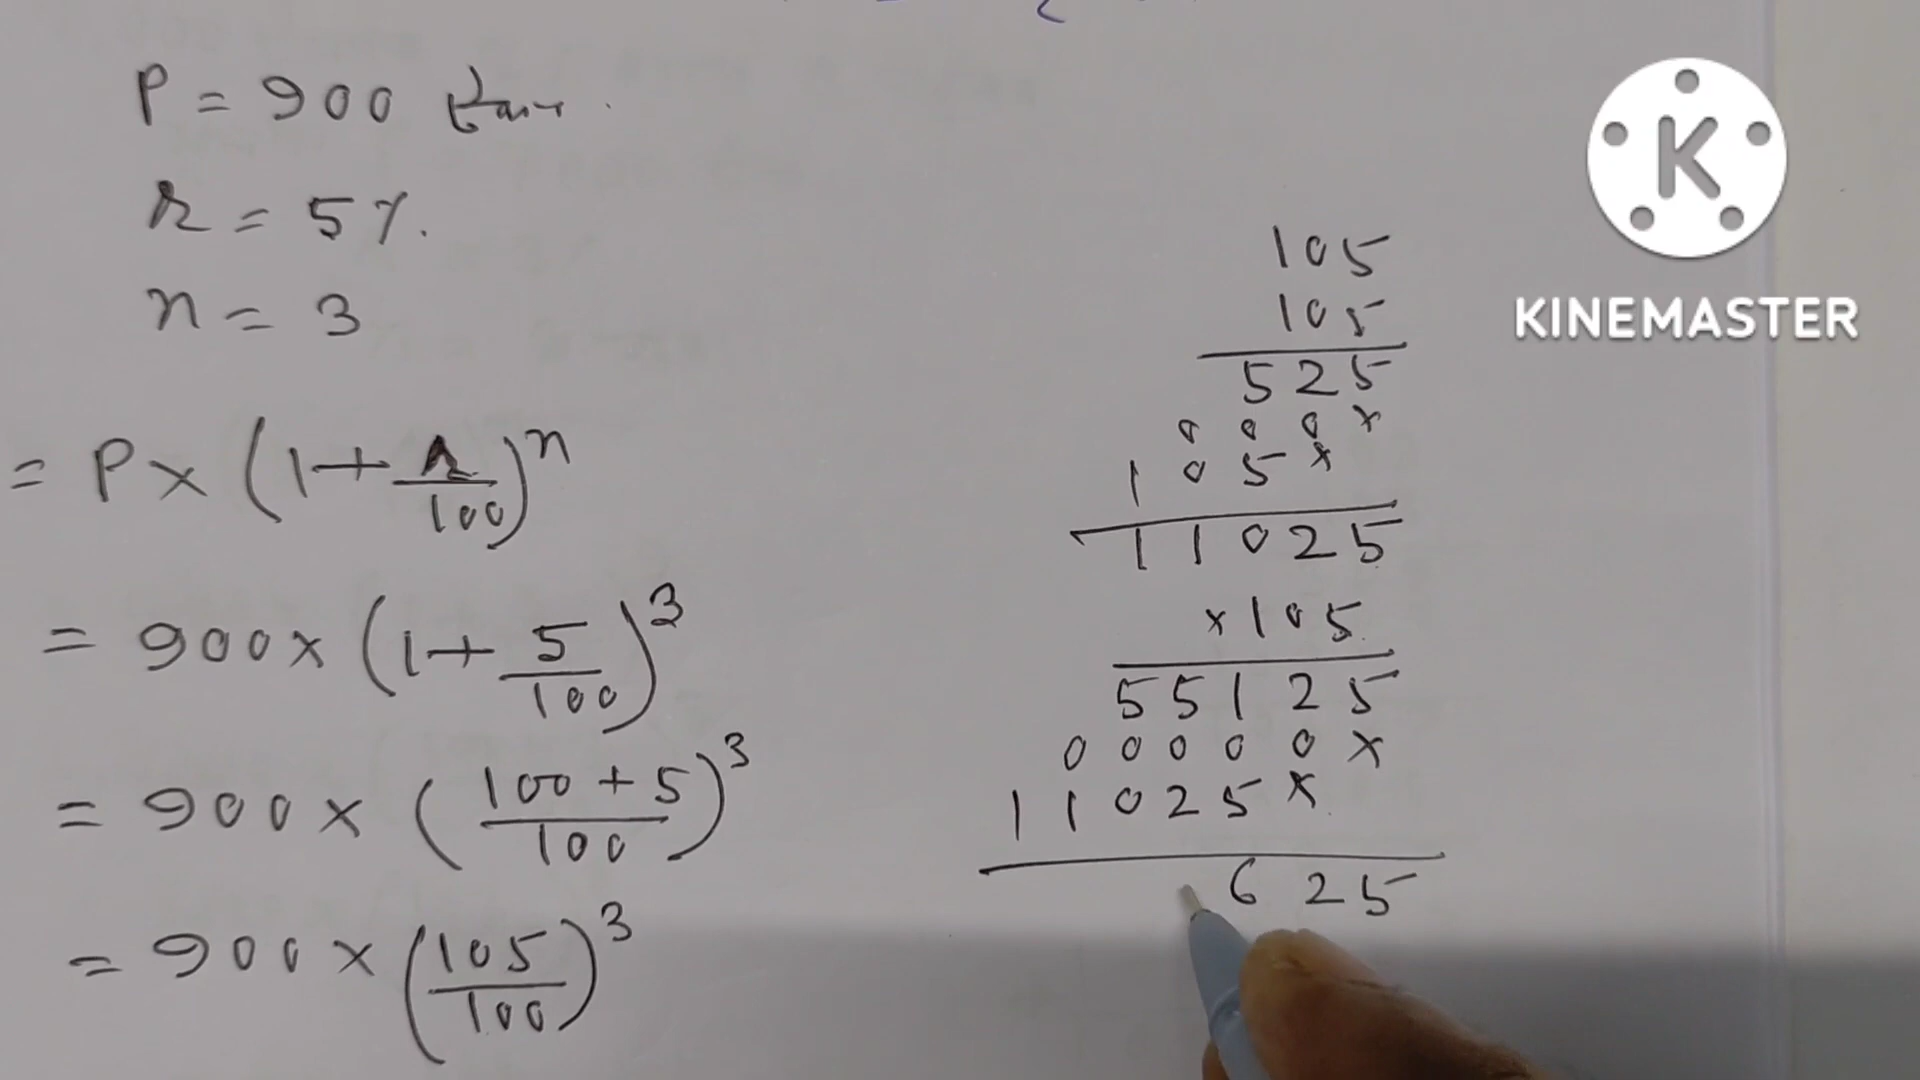 P = 900
r = 5%.
n = 3
= P × (1 + r/100)^n
= 900 × (1 + 5/100)^3
= 900 × (100 + 5/100)^3
= 900 × (105/100)^3
105
105
525
000×
105×
11025
×105
55125
00000×
11025×
625
K
KINEMASTER